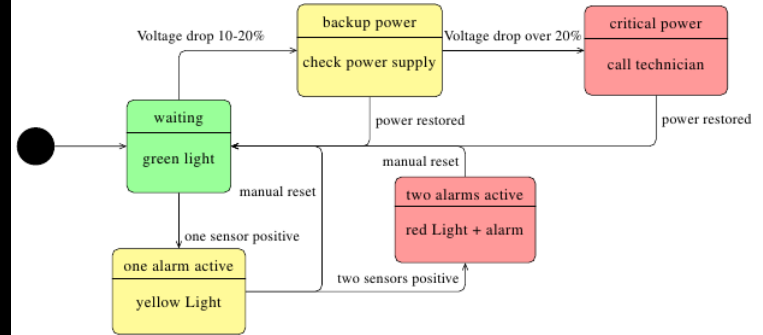 backup power
check power supply
critical power
call technician
Voltage drop 10-20%
Voltage drop over 20%
waiting
green light
power restored
power restored
manual reset
manual reset
two alarms active
red Light + alarm
one sensor positive
one alarm active
yellow Light
two sensors positive